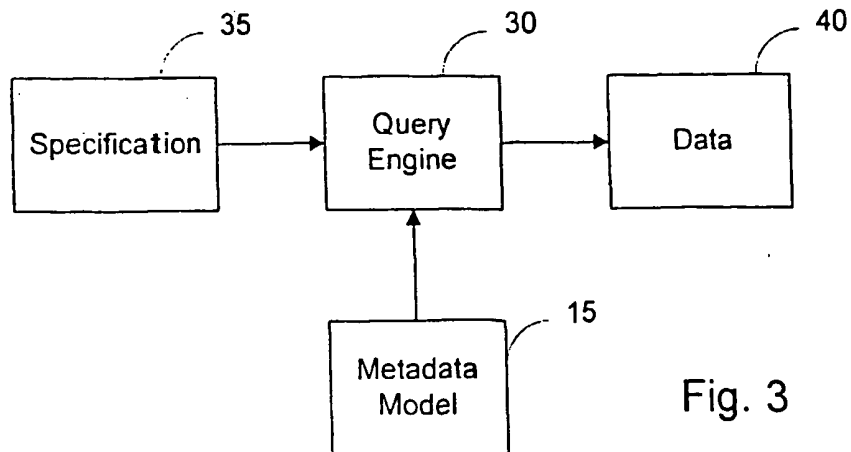 35
30
40
Specification
Query
Engine
Data
15
Metadata
Model
Fig. 3